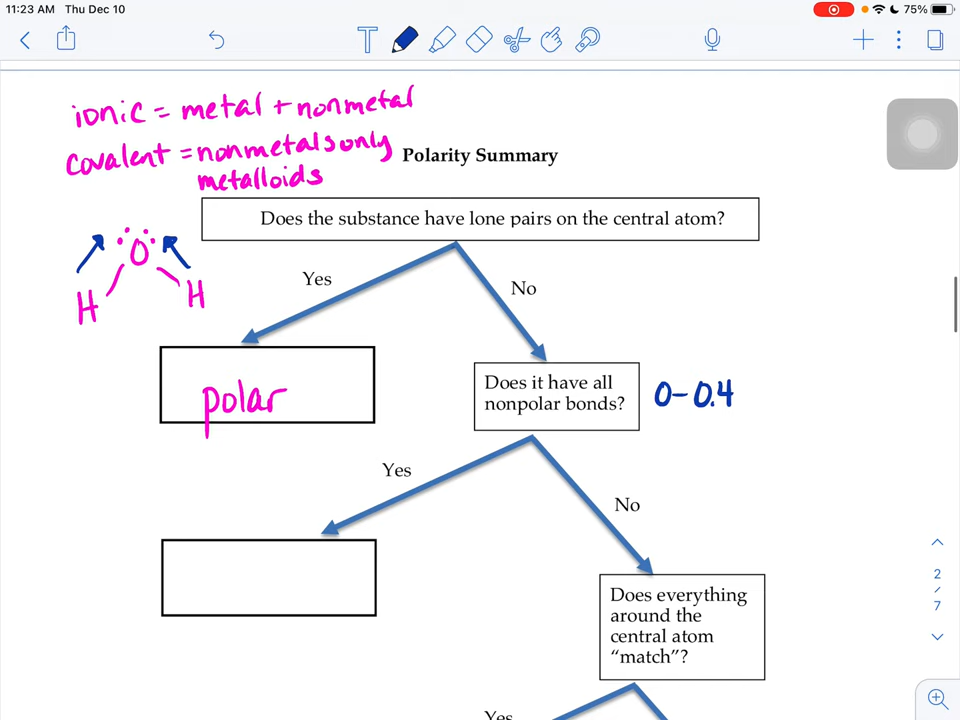 11:23 AM Thu Dec 10
75%
T
ionic = metal + nonmetal
covalent = nonmetals only
metalloids
Polarity Summary
Does the substance have lone pairs on the central atom?
O
H
H
Yes
No
polar
Does it have all
nonpolar bonds?
0-0.4
Yes
No
Does everything
around the
central atom
“match”?
Yes
2
/
7